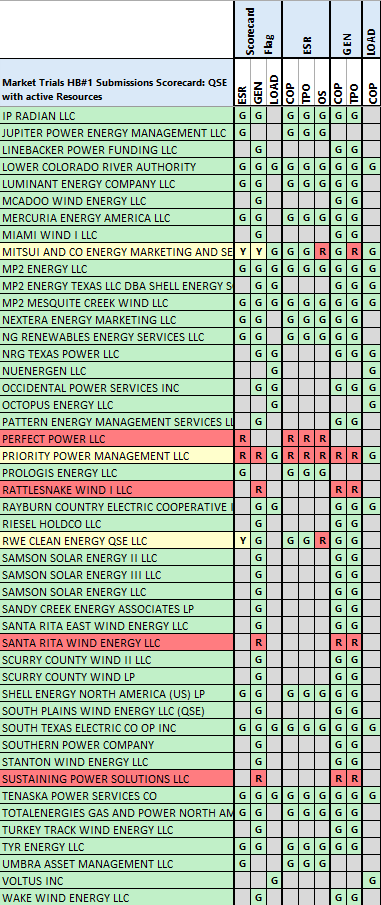 Scorecard Flag ESR GEN LOAD
Market Trials HB#1 Submissions Scorecard: QSE
with active Resources
ESR GEN LOAD COP TPO OS COP TPO COP
IP RADIAN LLC G G G G G G G
JUPITER POWER ENERGY MANAGEMENT LLC G G G G
LINEBACKER POWER FUNDING LLC G G G
LOWER COLORADO RIVER AUTHORITY G G G G G G G G G
LUMINANT ENERGY COMPANY LLC G G G G G G G
MCADOO WIND ENERGY LLC G G G
MERCURIA ENERGY AMERICA LLC G G G G G G G
MIAMI WIND I LLC G G G
MITSUI AND CO ENERGY MARKETING AND SE Y Y G G G R G R G
MP2 ENERGY LLC G G G G G G G G G
MP2 ENERGY TEXAS LLC DBA SHELL ENERGY S G G G G G
MP2 MESQUITE CREEK WIND LLC G G G G G G G G G
NEXTERA ENERGY MARKETING LLC G G G G G G G
NG RENEWABLES ENERGY SERVICES LLC G G G G G G G
NRG TEXAS POWER LLC G G G G G
NUENERGEN LLC G G
OCCIDENTAL POWER SERVICES INC G G G G G
OCTOPUS ENERGY LLC G G
PATTERN ENERGY MANAGEMENT SERVICES LL G G G
PERFECT POWER LLC R R R R
PRIORITY POWER MANAGEMENT LLC R R G R R R R R G
PROLOGIS ENERGY LLC G G G G
RATTLESNAKE WIND I LLC R R R
RAYBURN COUNTRY ELECTRIC COOPERATIVE I G G G G G
RIESEL HOLDCO LLC G G G
RWE CLEAN ENERGY QSE LLC Y G G G R G G
SAMSON SOLAR ENERGY II LLC G G G
SAMSON SOLAR ENERGY III LLC G G G
SAMSON SOLAR ENERGY LLC G G G
SANDY CREEK ENERGY ASSOCIATES LP G G G
SANTA RITA EAST WIND ENERGY LLC G G G
SANTA RITA WIND ENERGY LLC R R R
SCURRY COUNTY WIND II LLC G G G
SCURRY COUNTY WIND LP G G G
SHELL ENERGY NORTH AMERICA (US) LP G G G G G G G
SOUTH PLAINS WIND ENERGY LLC (QSE) G G G
SOUTH TEXAS ELECTRIC CO OP INC G G G G G G G G G
SOUTHERN POWER COMPANY G G G
STANTON WIND ENERGY LLC G G G
SUSTAINING POWER SOLUTIONS LLC R R R
TENASKA POWER SERVICES CO G G G G G G G G G
TOTALENERGIES GAS AND POWER NORTH AM G G G G G G G
TURKEY TRACK WIND ENERGY LLC G G G
TYR ENERGY LLC G G G G G G G
UMBRA ASSET MANAGEMENT LLC G G G G
VOLTUS INC G G
WAKE WIND ENERGY LLC G G G